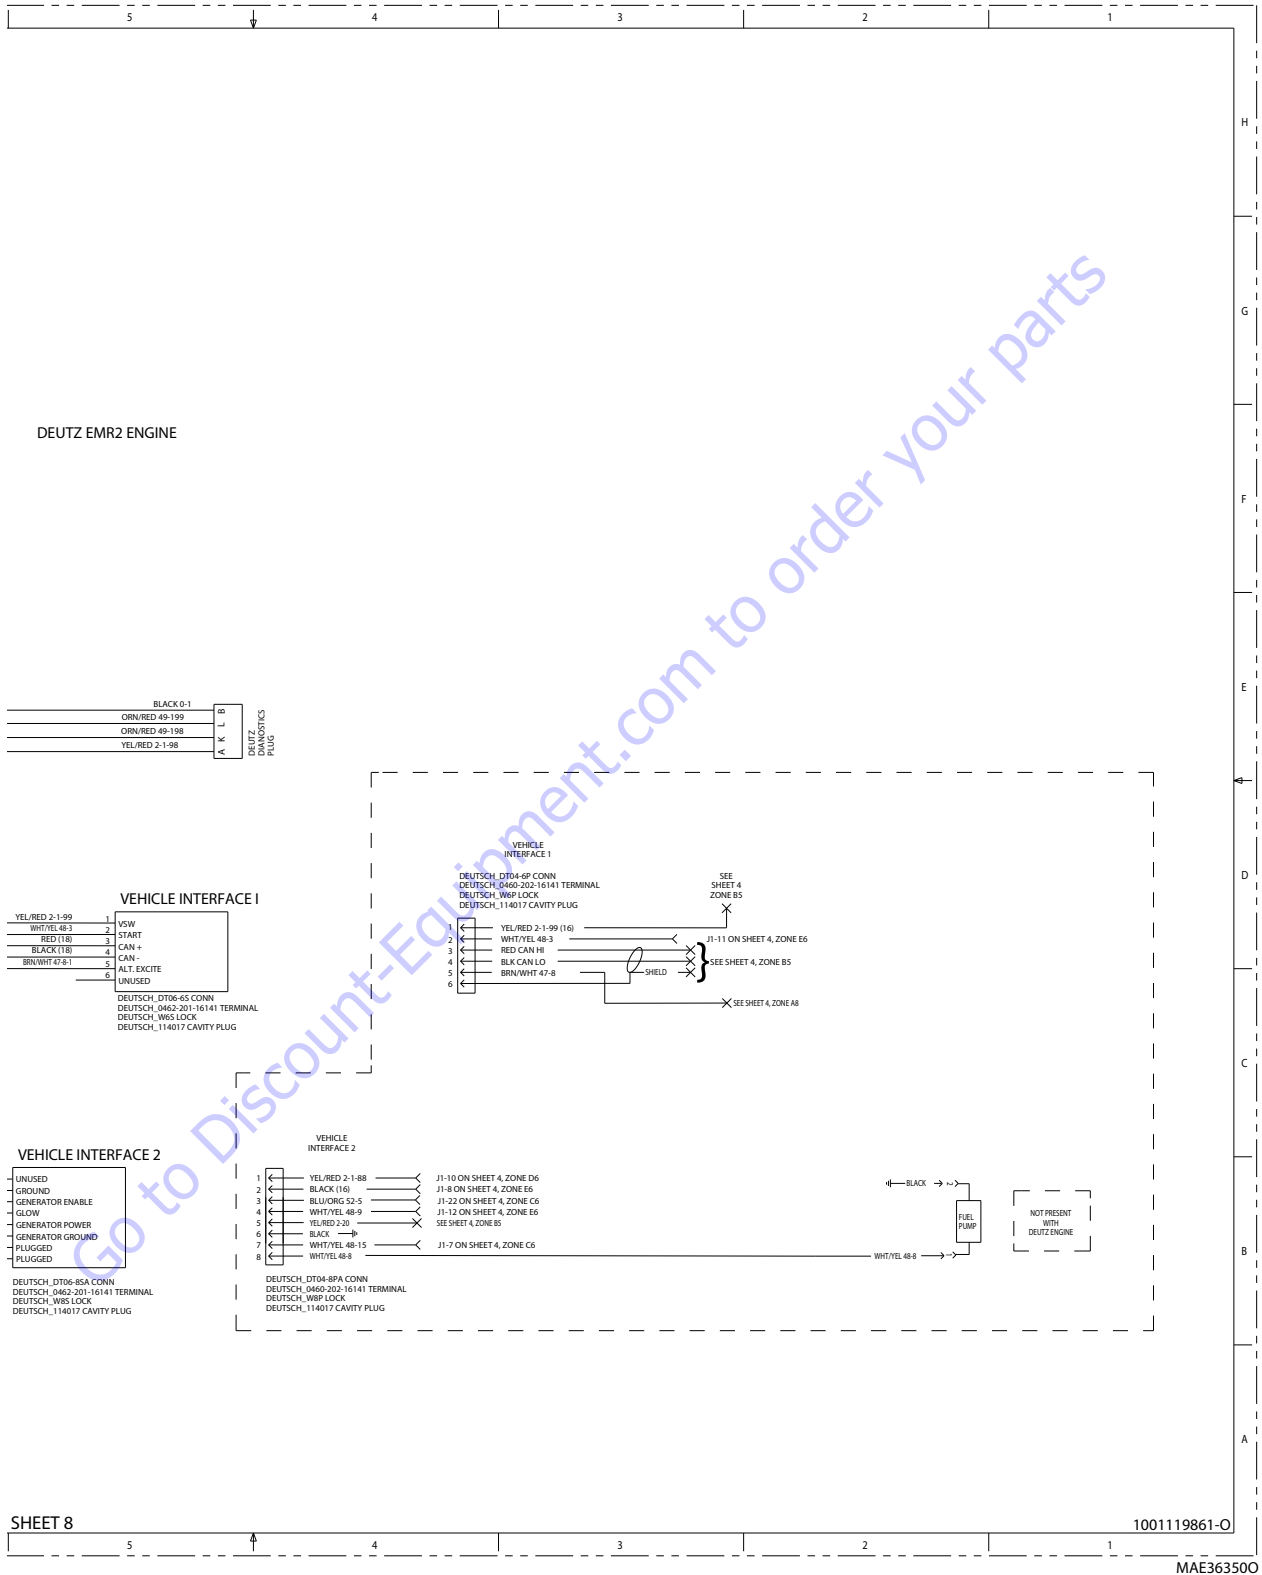 5
4
3
2
1
H
G
F
E
D
C
B
A
DEUTZ EMR2 ENGINE
BLACK 0-1
ORN/RED 49-199
ORN/RED 49-198
YEL/RED 2-1-98
B
L
K
A
DEUTZ
DIANOSTICS
PLUG
VEHICLE INTERFACE I
YEL/RED 2-1-99
1
VSW
WHT/YEL 48-3
2
START
RED (18)
3
CAN +
BLACK (18)
4
CAN -
BRN/WHT 47-8-1
5
ALT. EXCITE
6
UNUSED
DEUTSCH_DT06-6S CONN
DEUTSCH_0462-201-16141 TERMINAL
DEUTSCH_W6S LOCK
DEUTSCH_114017 CAVITY PLUG
VEHICLE
INTERFACE 1
DEUTSCH_DT04-6P CONN
DEUTSCH_0460-202-16141 TERMINAL
DEUTSCH_W6P LOCK
DEUTSCH_114017 CAVITY PLUG
SEE
SHEET 4
ZONE B5
1
YEL/RED 2-1-99 (16)
2
WHT/YEL 48-3
J1-11 ON SHEET 4, ZONE E6
3
RED CAN HI
4
BLK CAN LO
SEE SHEET 4, ZONE B5
5
BRN/WHT 47-8
SHIELD
6
SEE SHEET 4, ZONE A8
VEHICLE INTERFACE 2
UNUSED
GROUND
GENERATOR ENABLE
GLOW
GENERATOR POWER
GENERATOR GROUND
PLUGGED
PLUGGED
DEUTSCH_DT06-8SA CONN
DEUTSCH_0462-201-16141 TERMINAL
DEUTSCH_W8S LOCK
DEUTSCH_114017 CAVITY PLUG
VEHICLE
INTERFACE 2
1
YEL/RED 2-1-88
J1-10 ON SHEET 4, ZONE D6
2
BLACK (16)
J1-8 ON SHEET 4, ZONE E6
3
BLU/ORG 52-5
J1-22 ON SHEET 4, ZONE C6
4
WHT/YEL 48-9
J1-12 ON SHEET 4, ZONE E6
5
YEL/RED 2-20
SEE SHEET 4, ZONE B5
6
BLACK
7
WHT/YEL 48-15
J1-7 ON SHEET 4, ZONE C6
8
WHT/YEL 48-8
WHT/YEL 48-8
1
DEUTSCH_DT04-8PA CONN
DEUTSCH_0460-202-16141 TERMINAL
DEUTSCH_W8P LOCK
DEUTSCH_114017 CAVITY PLUG
BLACK
2
FUEL
PUMP
NOT PRESENT
WITH
DEUTZ ENGINE
Go to Discount-Equipment.com to order your parts
SHEET 8
1001119861-O
5
4
3
2
1
MAE36350O